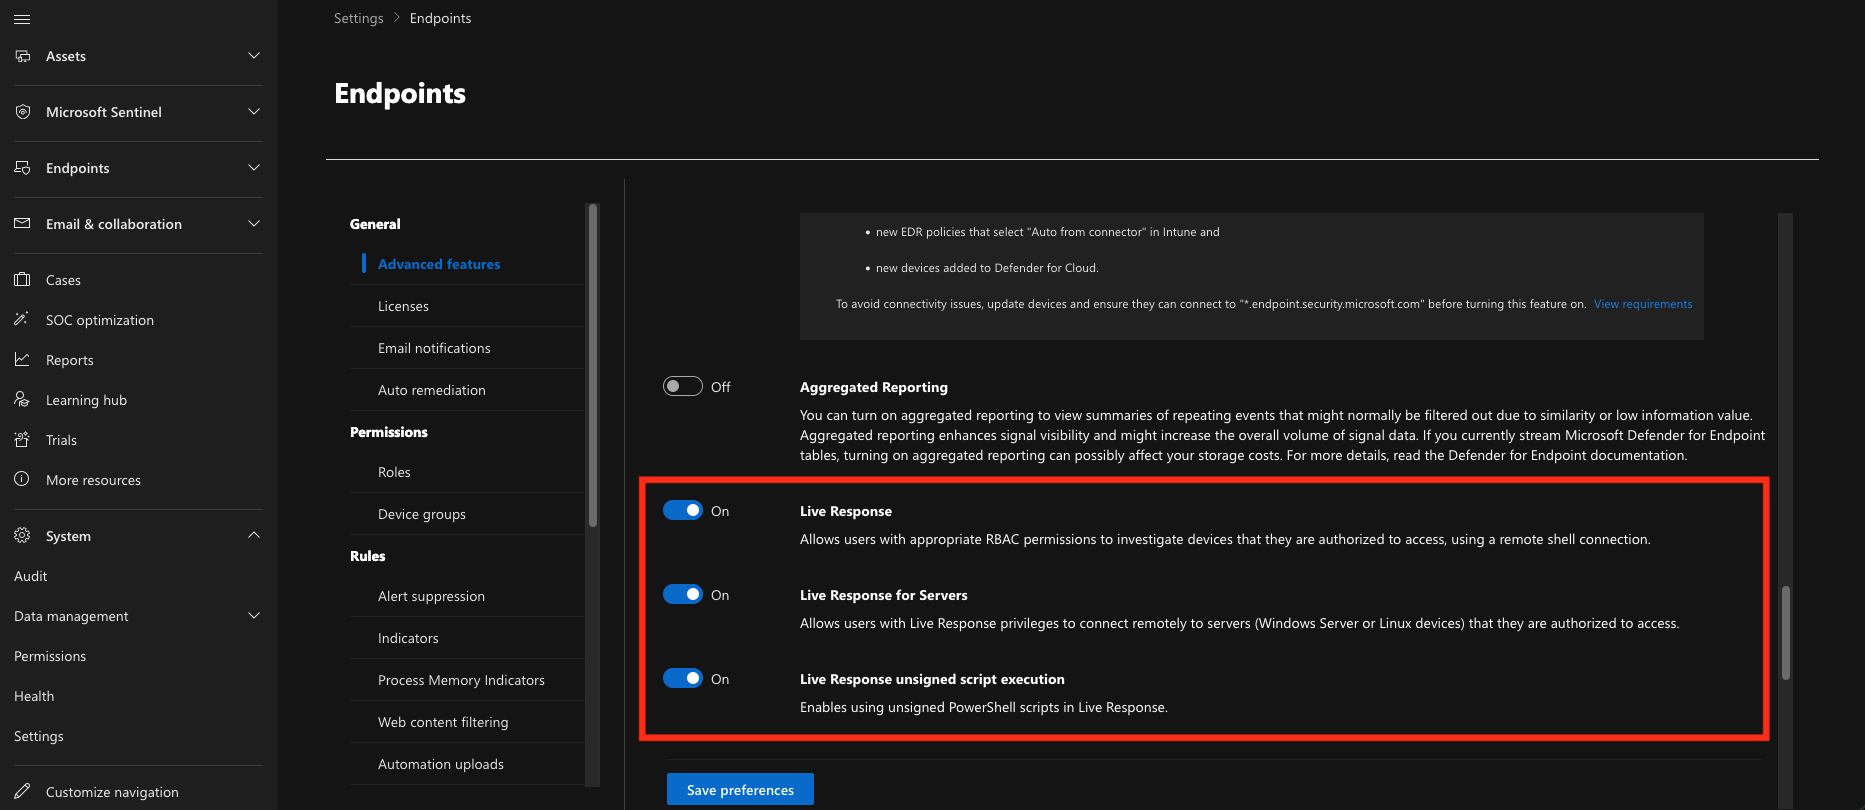 Settings > Endpoints
Assets
Microsoft Sentinel
Endpoints
Email & collaboration
Cases
SOC optimization
Reports
Learning hub
Trials
More resources
System
Audit
Data management
Permissions
Health
Settings
Customize navigation
Endpoints
General
Advanced features
Licenses
Email notifications
Auto remediation
Permissions
Roles
Device groups
Rules
Alert suppression
Indicators
Process Memory Indicators
Web content filtering
Automation uploads
• new EDR policies that select "Auto from connector" in Intune and
• new devices added to Defender for Cloud.
To avoid connectivity issues, update devices and ensure they can connect to "*.endpoint.security.microsoft.com" before turning this feature on. View requirements
Off
Aggregated Reporting
You can turn on aggregated reporting to view summaries of repeating events that might normally be filtered out due to similarity or low information value.
Aggregated reporting enhances signal visibility and might increase the overall volume of signal data. If you currently stream Microsoft Defender for Endpoint
tables, turning on aggregated reporting can possibly affect your storage costs. For more details, read the Defender for Endpoint documentation.
On
Live Response
Allows users with appropriate RBAC permissions to investigate devices that they are authorized to access, using a remote shell connection.
On
Live Response for Servers
Allows users with Live Response privileges to connect remotely to servers (Windows Server or Linux devices) that they are authorized to access.
On
Live Response unsigned script execution
Enables using unsigned PowerShell scripts in Live Response.
Save preferences